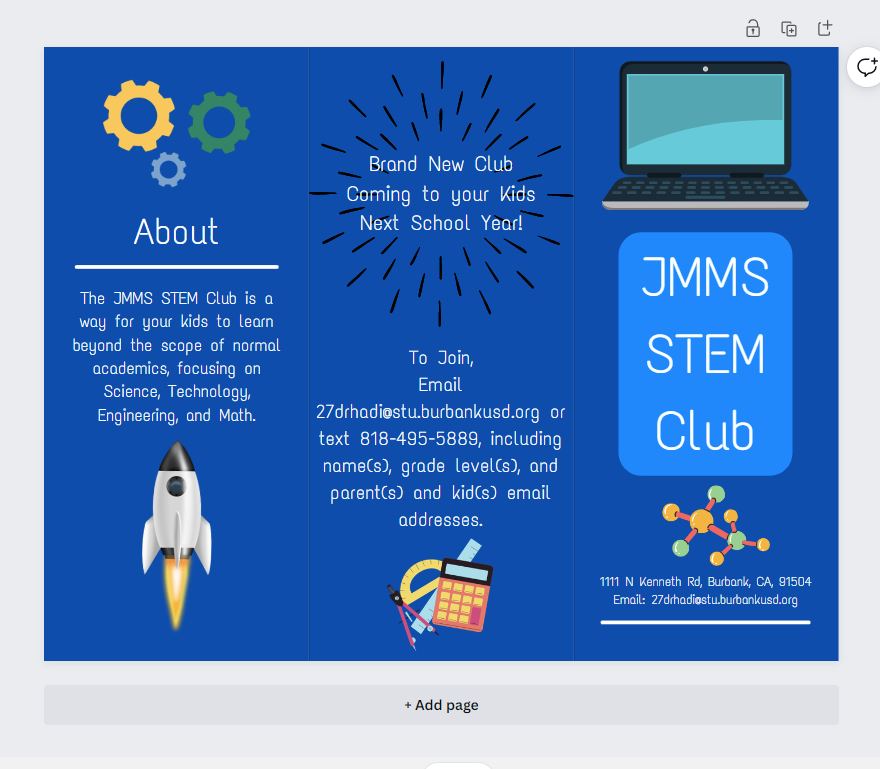 About
The JMMS STEM Club is a
way for your kids to learn
beyond the scope of normal
academics, focusing on
Science, Technology,
Engineering, and Math.
Brand New Club
Coming to your Kids
Next School Year!
To Join,
Email
27drhadi@stu.burbankusd.org or
text 818-495-5889, including
name(s), grade level(s), and
parent(s) and kid(s) email
addresses.
JMMS
STEM
Club
1111 N Kenneth Rd, Burbank, CA, 91504
Email: 27drhadi@stu.burbankusd.org
+ Add page